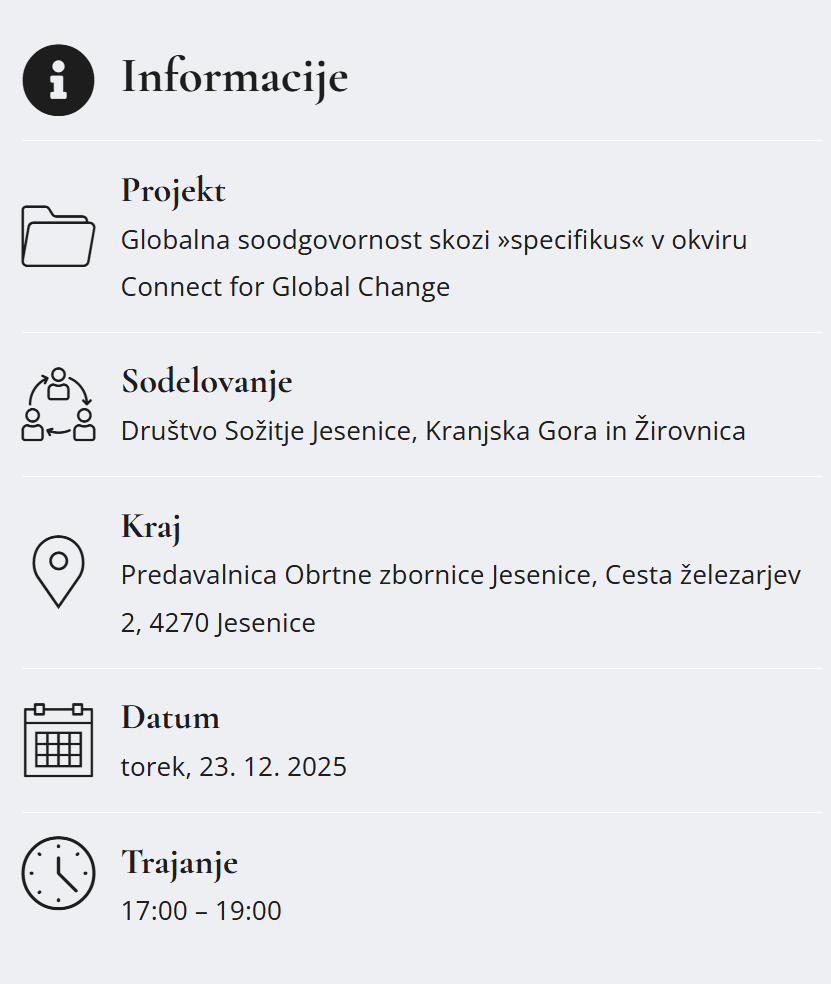 Informacije
Projekt
Globalna soodgovornost skozi »specifikus« v okviru
Connect for Global Change
Sodelovanje
Društvo Sožitje Jesenice, Kranjska Gora in Žirovnica
Kraj
Predavalnica Obrtne zbornice Jesenice, Cesta železarjev
2, 4270 Jesenice
Datum
torek, 23. 12. 2025
Trajanje
17:00 – 19:00